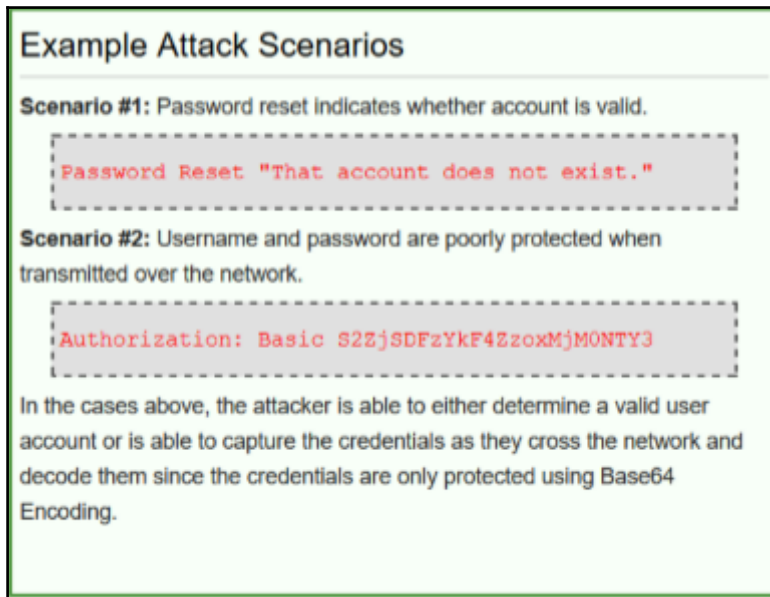 Example Attack Scenarios
Scenario #1: Password reset indicates whether account is valid.
Password Reset "That account does not exist."
Scenario #2: Username and password are poorly protected when
transmitted over the network.
Authorization: Basic S2ZjSDFzYkF4ZzoxMjM0NTY3
In the cases above, the attacker is able to either determine a valid user
account or is able to capture the credentials as they cross the network and
decode them since the credentials are only protected using Base64
Encoding.